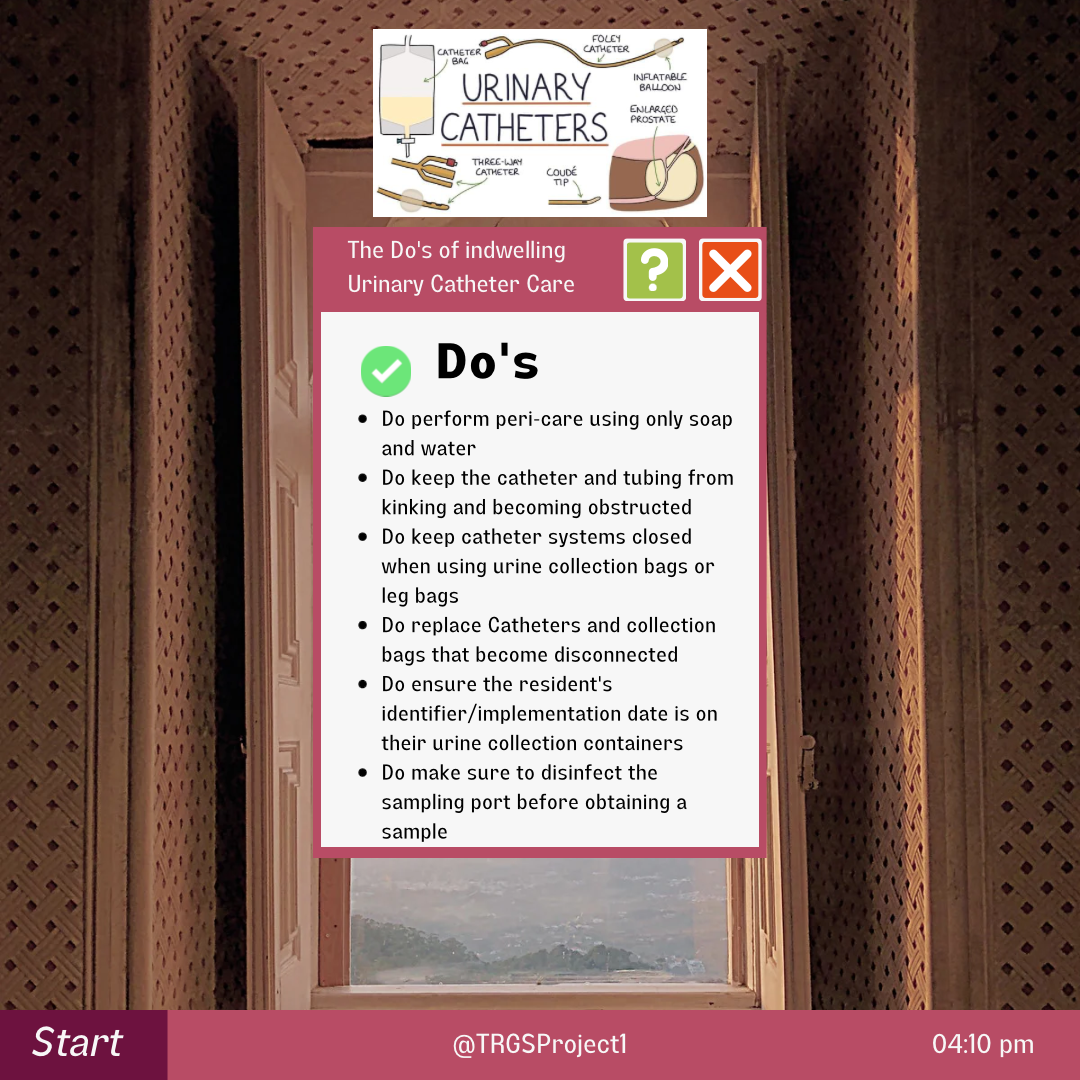 CATHETER
BAG
FOLEY
CATHETER
INFLATABLE
BALLOON
URINARY
CATHETERS
ENLARGED
PROSTATE
THREE-WAY
CATHETER
COUDÉ
TIP
The Do's of indwelling
Urinary Catheter Care
?
Do's
• Do perform peri-care using only soap
and water
• Do keep the catheter and tubing from
kinking and becoming obstructed
• Do keep catheter systems closed
when using urine collection bags or
leg bags
• Do replace Catheters and collection
bags that become disconnected
• Do ensure the resident's
identifier/implementation date is on
their urine collection containers
• Do make sure to disinfect the
sampling port before obtaining a
sample
Start
@TRGSProject1
04:10 pm